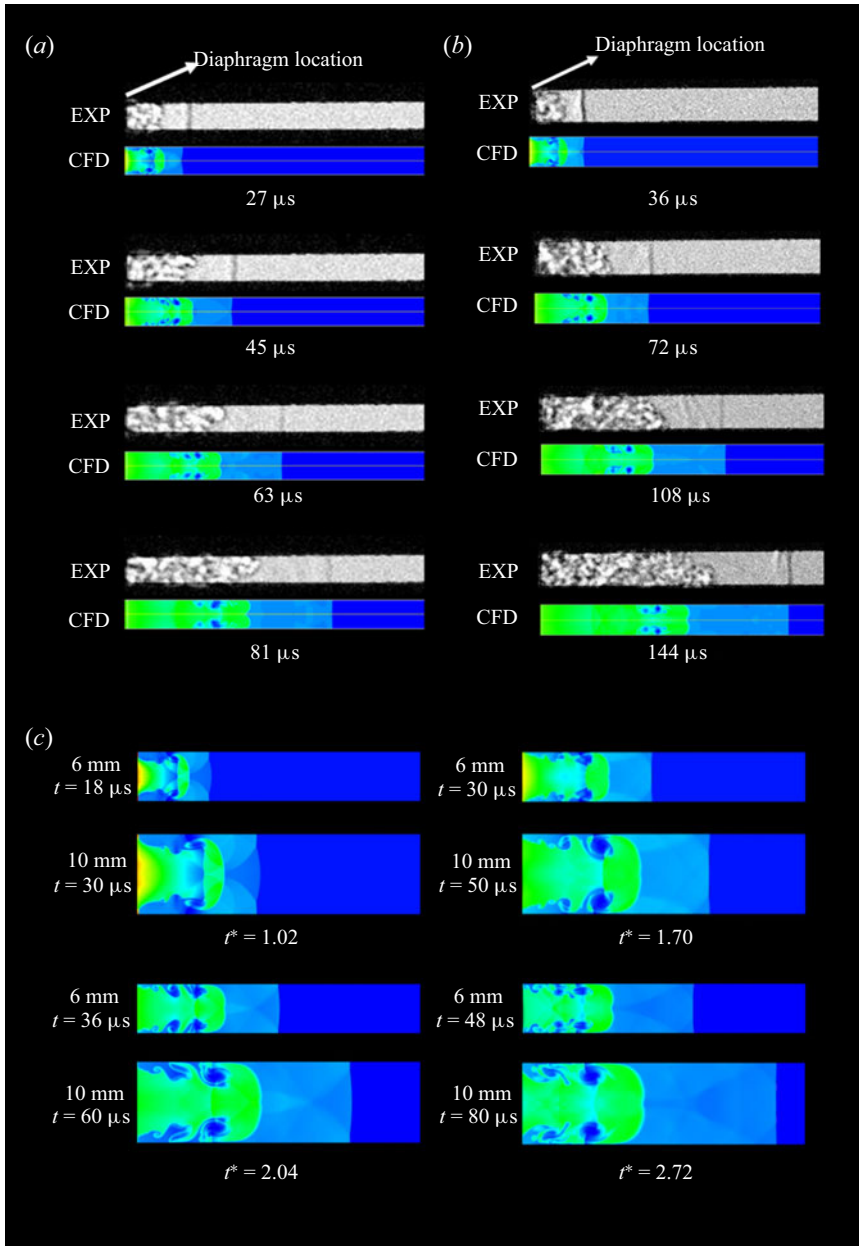 (a)
Diaphragm location
EXP
CFD
27 μs
EXP
CFD
45 μs
EXP
CFD
63 μs
EXP
CFD
81 μs
(b)
Diaphragm location
EXP
CFD
36 μs
EXP
CFD
72 μs
EXP
CFD
108 μs
EXP
CFD
144 μs
(c)
6 mm
t = 18 μs
10 mm
t = 30 μs
t* = 1.02
6 mm
t = 30 μs
10 mm
t = 50 μs
t* = 1.70
6 mm
t = 36 μs
10 mm
t = 60 μs
t* = 2.04
6 mm
t = 48 μs
10 mm
t = 80 μs
t* = 2.72